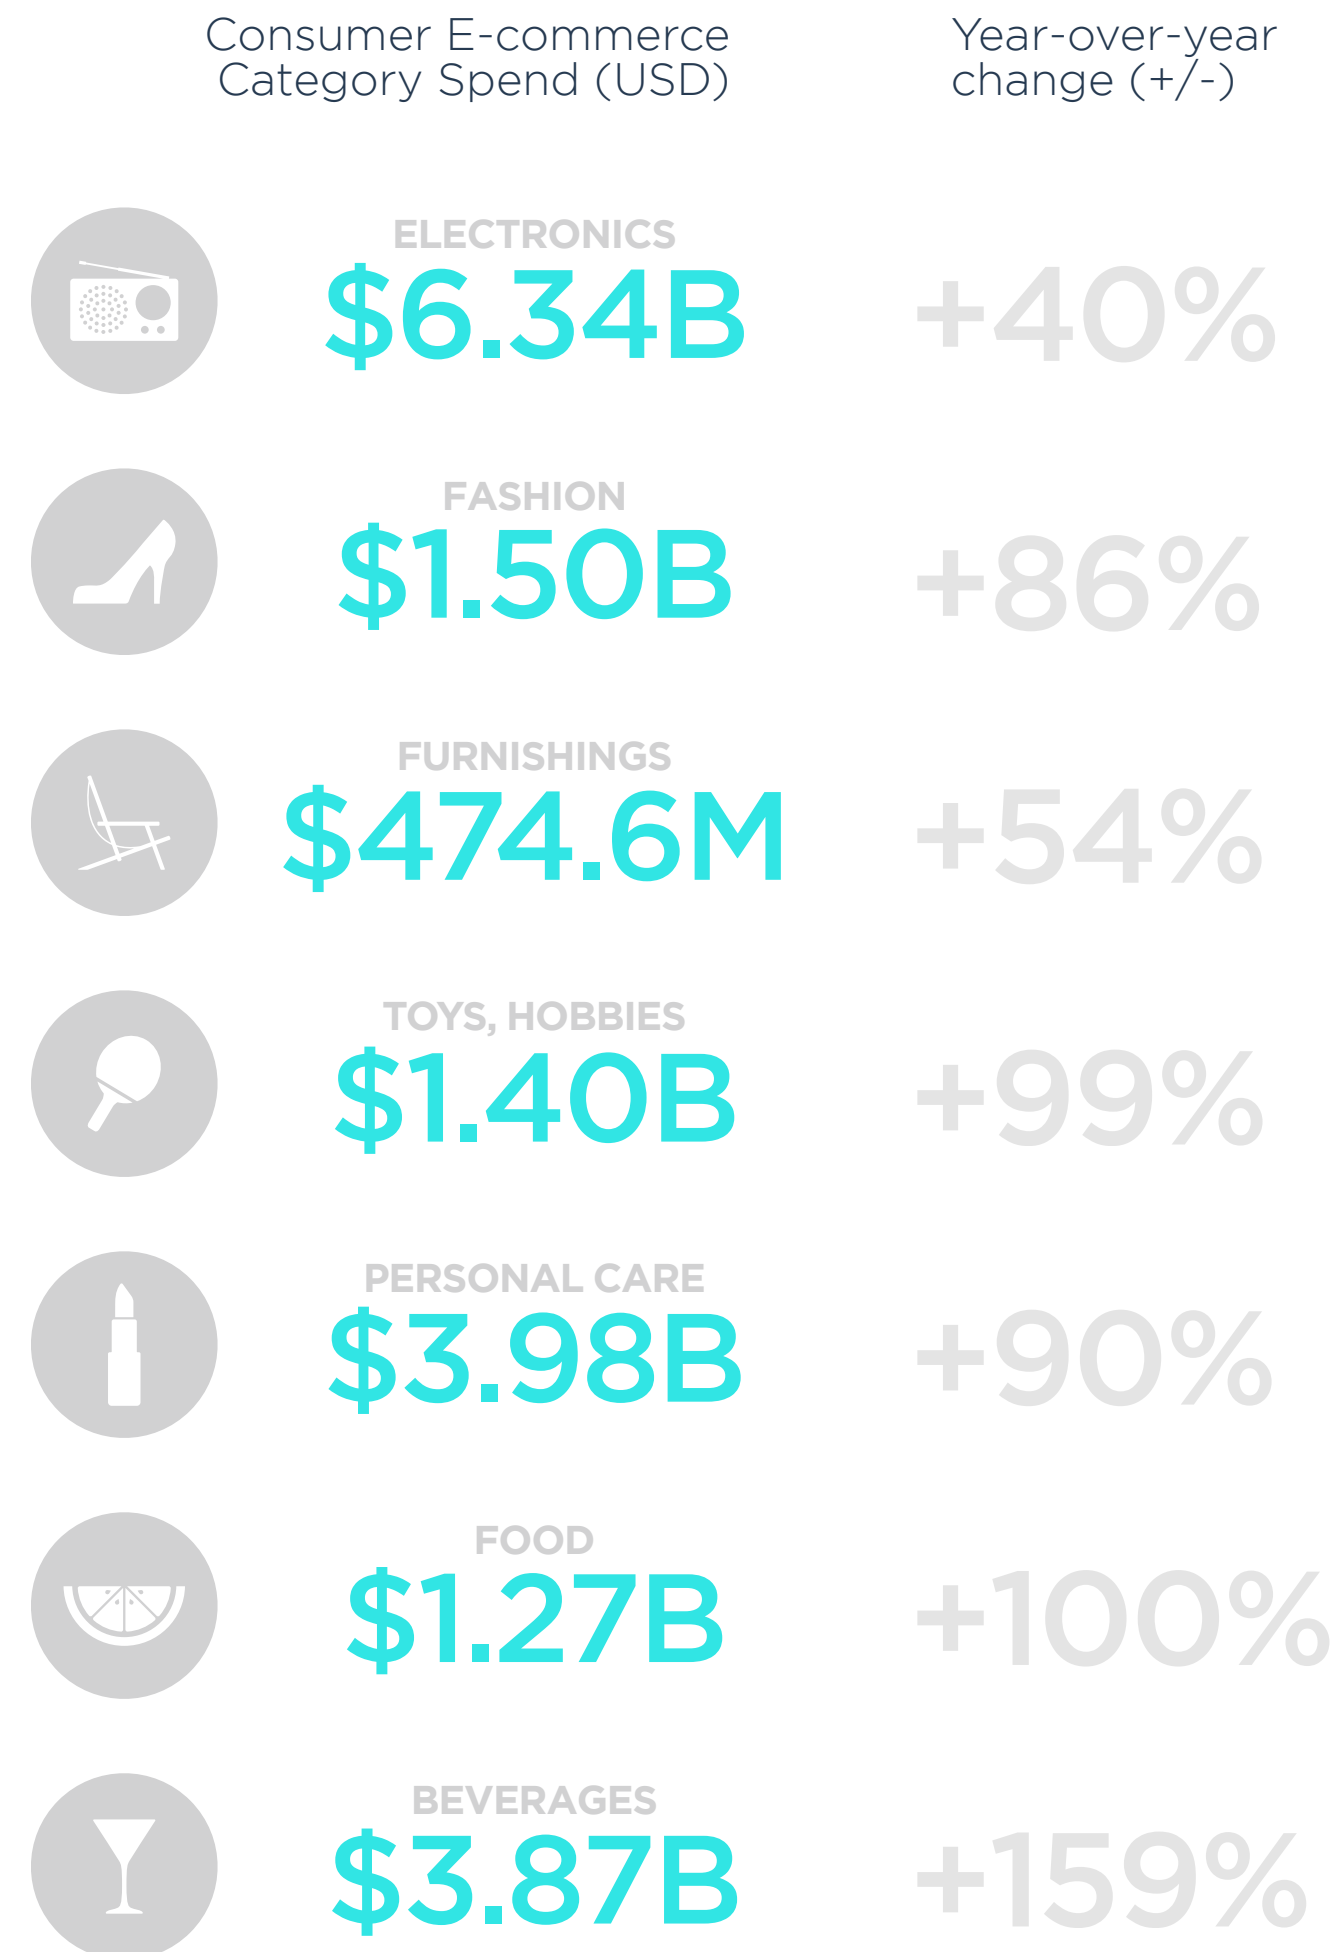 Consumer E-commerce
Category Spend (USD)
Year-over-year
change (+/-)
ELECTRONICS
$6.34B
+40%
FASHION
$1.50B
+86%
FURNISHINGS
$474.6M
+54%
TOYS, HOBBIES
$1.40B
+99%
PERSONAL CARE
$3.98B
+90%
FOOD
$1.27B
+100%
BEVERAGES
$3.87B
+159%